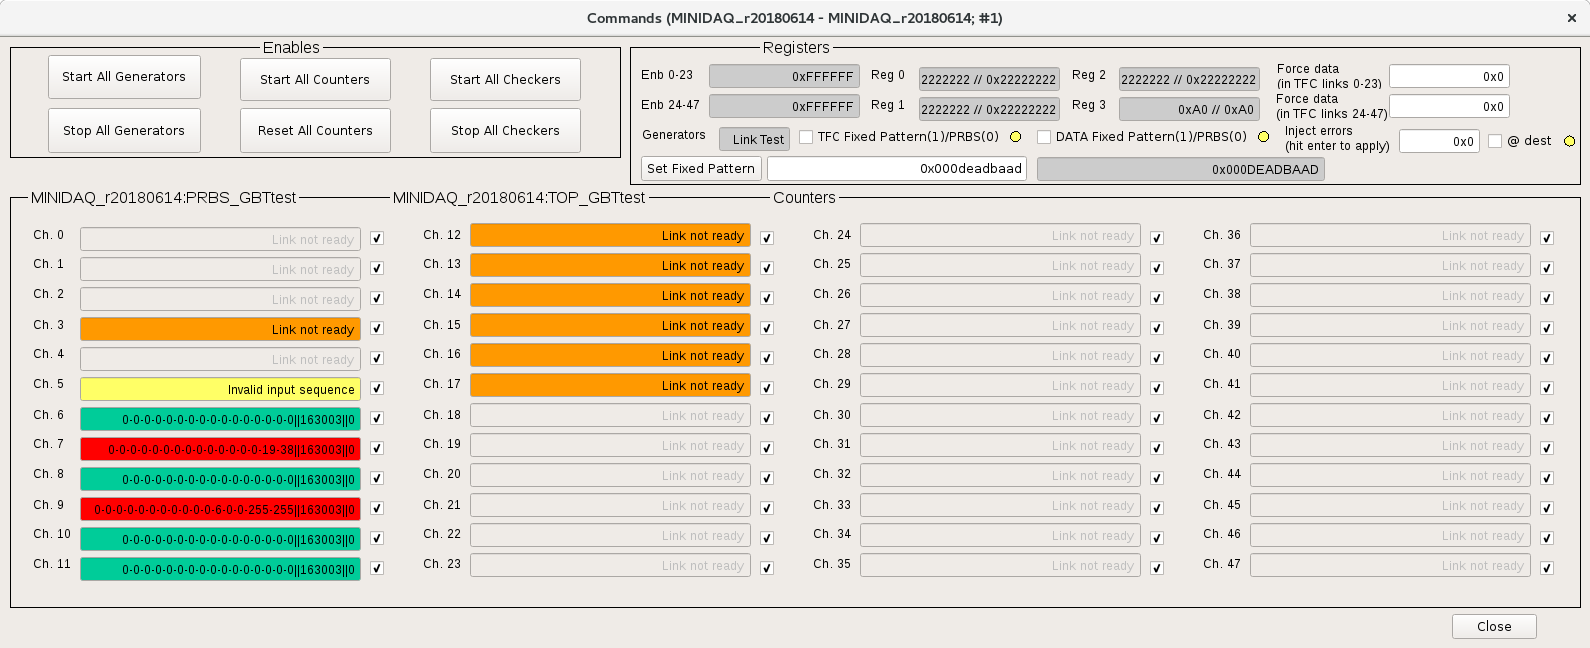 Commands (MINIDAQ_r20180614 - MINIDAQ_r20180614; #1)
Enables
Start All Generators
Start All Counters
Start All Checkers
Stop All Generators
Reset All Counters
Stop All Checkers
Registers
Enb 0-23 0xFFFFFF Reg 0 2222222 // 0x22222222 Reg 2 2222222 // 0x22222222 Force data (in TFC links 0-23) 0x0
Enb 24-47 0xFFFFFF Reg 1 2222222 // 0x22222222 Reg 3 0xA0 // 0xA0 Force data (in TFC links 24-47) 0x0
Generators Link Test TFC Fixed Pattern(1)/PRBS(0) DATA Fixed Pattern(1)/PRBS(0) Inject errors (hit enter to apply) 0x0 @ dest
Set Fixed Pattern 0x000deadbaad 0x000DEADBAAD
MINIDAQ_r20180614:PRBS_GBTtest MINIDAQ_r20180614:TOP_GBTtest Counters
Ch. 0 Link not ready
Ch. 1 Link not ready
Ch. 2 Link not ready
Ch. 3 Link not ready
Ch. 4 Link not ready
Ch. 5 Invalid input sequence
Ch. 6 0-0-0-0-0-0-0-0-0-0-0-0-0-0-0-0||163003||0
Ch. 7 0-0-0-0-0-0-0-0-0-0-0-0-0-0-19-38||163003||0
Ch. 8 0-0-0-0-0-0-0-0-0-0-0-0-0-0-0-0||163003||0
Ch. 9 0-0-0-0-0-0-0-0-0-0-0-6-0-0-255-255||163003||0
Ch. 10 0-0-0-0-0-0-0-0-0-0-0-0-0-0-0-0||163003||0
Ch. 11 0-0-0-0-0-0-0-0-0-0-0-0-0-0-0-0||163003||0
Ch. 12 Link not ready
Ch. 13 Link not ready
Ch. 14 Link not ready
Ch. 15 Link not ready
Ch. 16 Link not ready
Ch. 17 Link not ready
Ch. 18 Link not ready
Ch. 19 Link not ready
Ch. 20 Link not ready
Ch. 21 Link not ready
Ch. 22 Link not ready
Ch. 23 Link not ready
Ch. 24 Link not ready
Ch. 25 Link not ready
Ch. 26 Link not ready
Ch. 27 Link not ready
Ch. 28 Link not ready
Ch. 29 Link not ready
Ch. 30 Link not ready
Ch. 31 Link not ready
Ch. 32 Link not ready
Ch. 33 Link not ready
Ch. 34 Link not ready
Ch. 35 Link not ready
Ch. 36 Link not ready
Ch. 37 Link not ready
Ch. 38 Link not ready
Ch. 39 Link not ready
Ch. 40 Link not ready
Ch. 41 Link not ready
Ch. 42 Link not ready
Ch. 43 Link not ready
Ch. 44 Link not ready
Ch. 45 Link not ready
Ch. 46 Link not ready
Ch. 47 Link not ready
Close